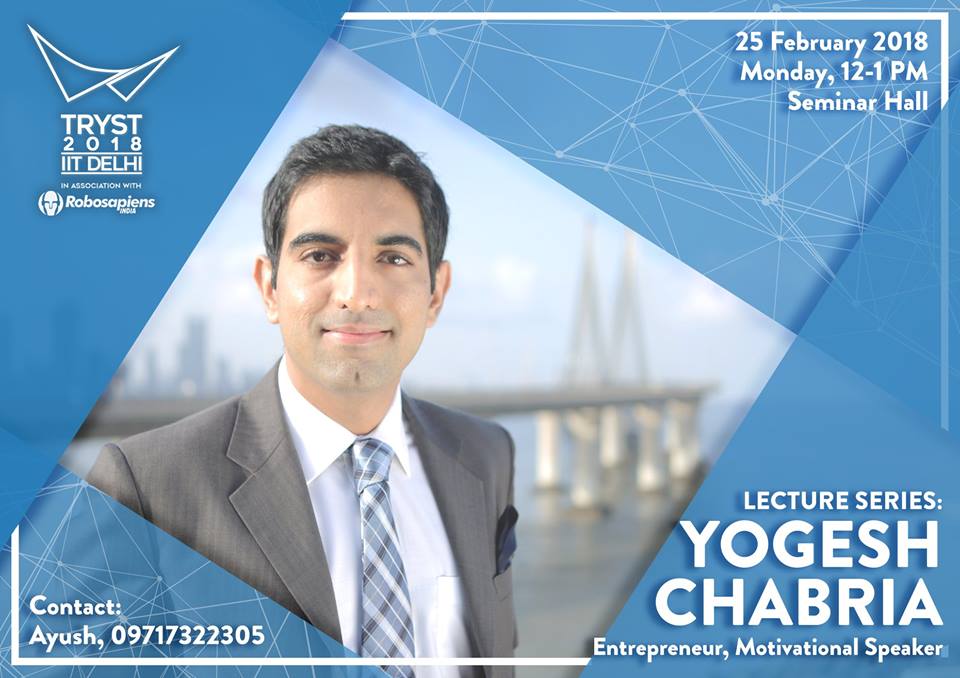 TRYST
2018
IIT DELHI
IN ASSOCIATION WITH
Robosapiens
INDIA
25 February 2018
Monday, 12-1 PM
Seminar Hall
LECTURE SERIES:
YOGESH
CHABRIA
Entrepreneur, Motivational Speaker
Contact:
Ayush, 09717322305